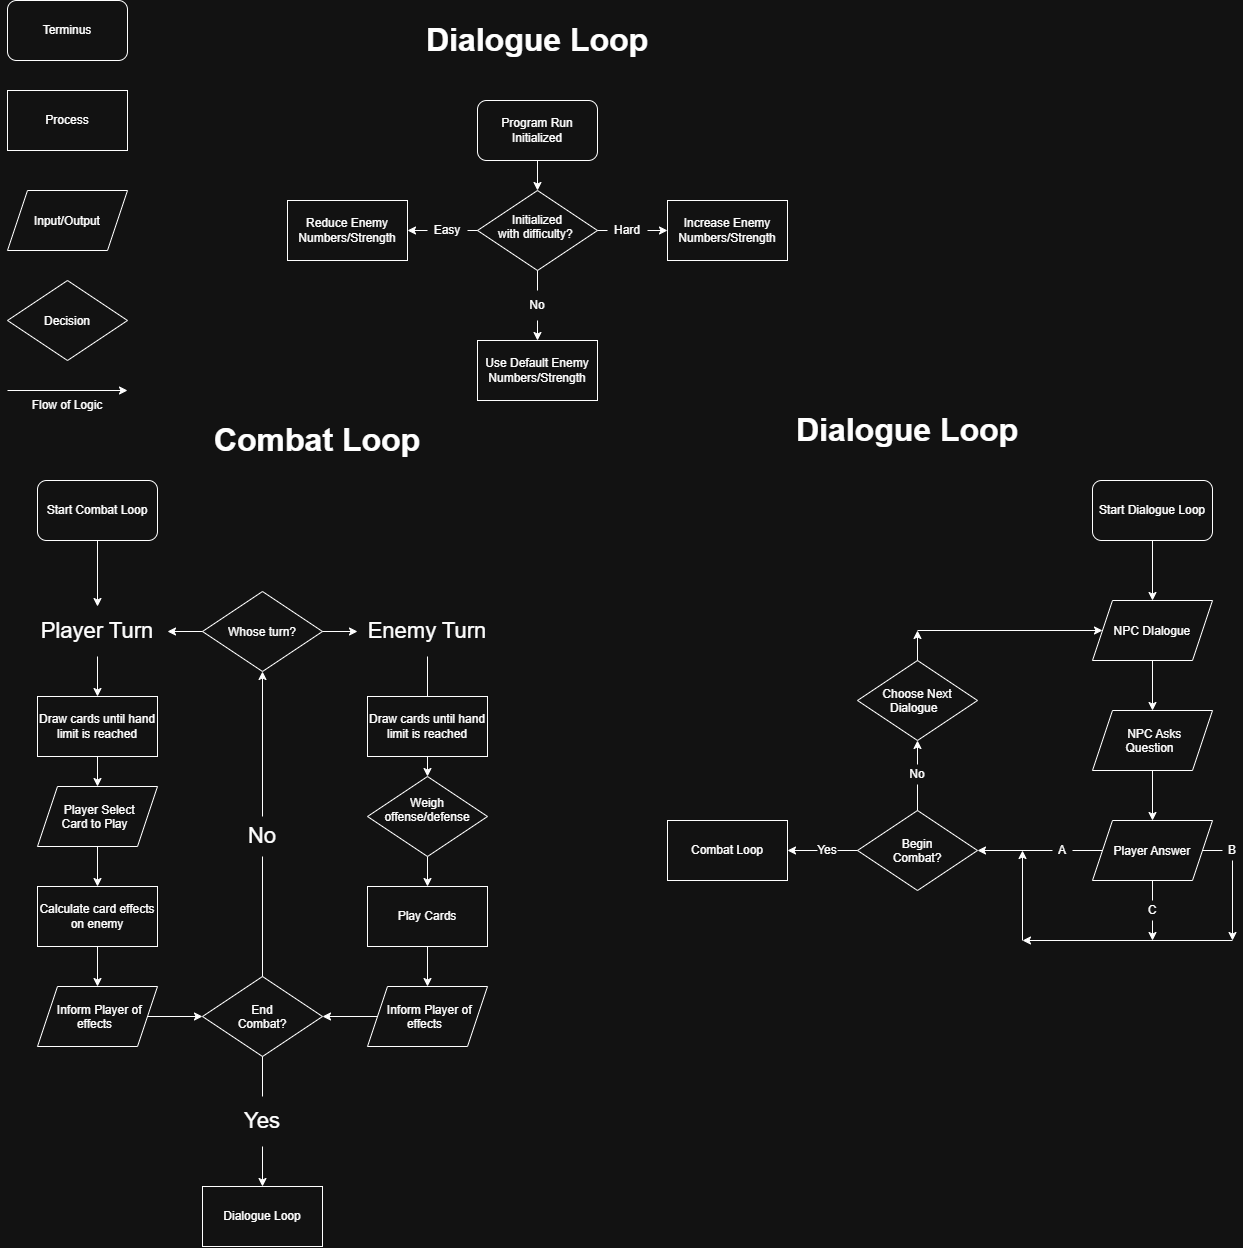 Terminus
Process
Input/Output
Decision
Flow of Logic
Dialogue Loop
Program Run
Initialized
Initialized
with difficulty?
Easy
Reduce Enemy
Numbers/Strength
Hard
Increase Enemy
Numbers/Strength
No
Use Default Enemy
Numbers/Strength
Combat Loop
Start Combat Loop
Player Turn
Whose turn?
Enemy Turn
Draw cards until hand
limit is reached
Player Select
Card to Play
Calculate card effects
on enemy
Inform Player of
effects
Draw cards until hand
limit is reached
Weigh
offense/defense
Play Cards
Inform Player of
effects
No
End
Combat?
Yes
Dialogue Loop
Dialogue Loop
Start Dialogue Loop
NPC Dialogue
NPC Asks
Question
Player Answer
A
B
C
Begin
Combat?
Yes
Combat Loop
No
Choose Next
Dialogue